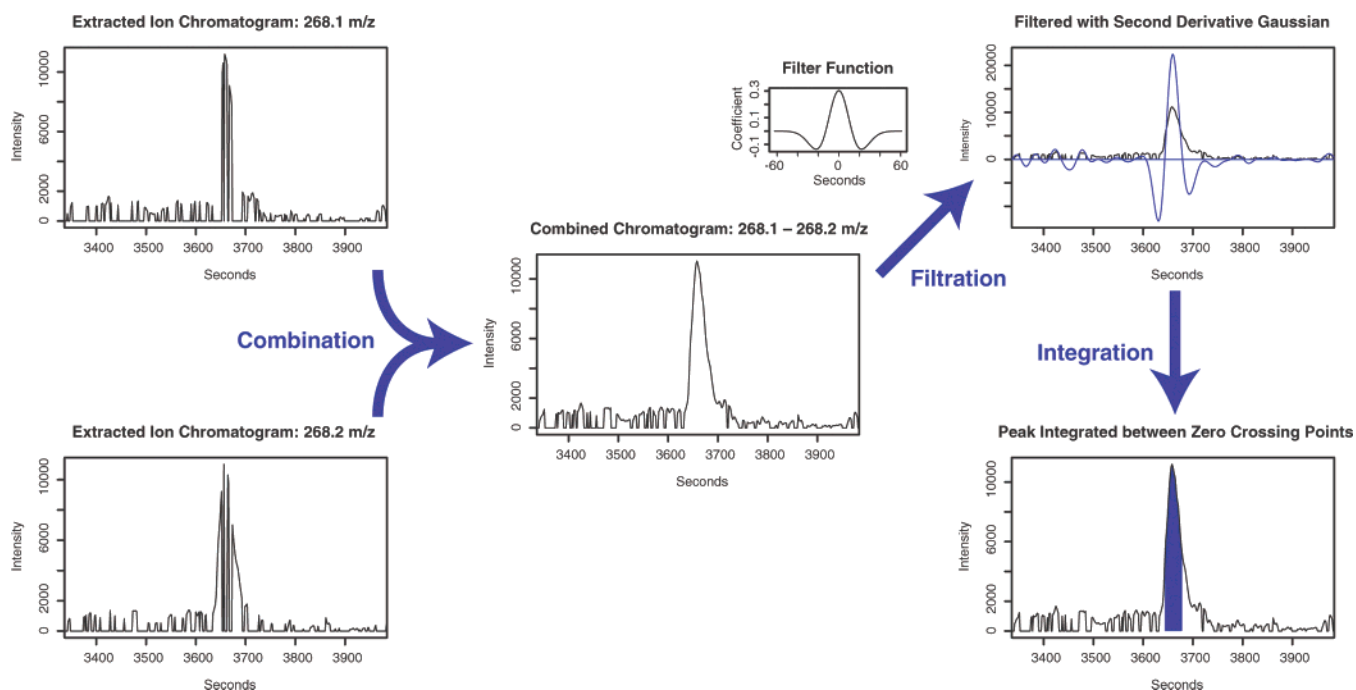 Extracted Ion Chromatogram: 268.1 m/z
Intensity
0 2000 6000 10000
3400 3500 3600 3700 3800 3900
Seconds
Combination
Extracted Ion Chromatogram: 268.2 m/z
Intensity
0 2000 6000 10000
3400 3500 3600 3700 3800 3900
Seconds
Combined Chromatogram: 268.1 – 268.2 m/z
Intensity
0 2000 6000 10000
3400 3500 3600 3700 3800 3900
Seconds
Filter Function
Coefficient
-0.1 0.1 0.3
-60 0 60
Seconds
Filtration
Filtered with Second Derivative Gaussian
Intensity
0 10000 20000
3400 3500 3600 3700 3800 3900
Integration
Peak Integrated between Zero Crossing Points
Intensity
0 2000 6000 10000
3400 3500 3600 3700 3800 3900
Seconds